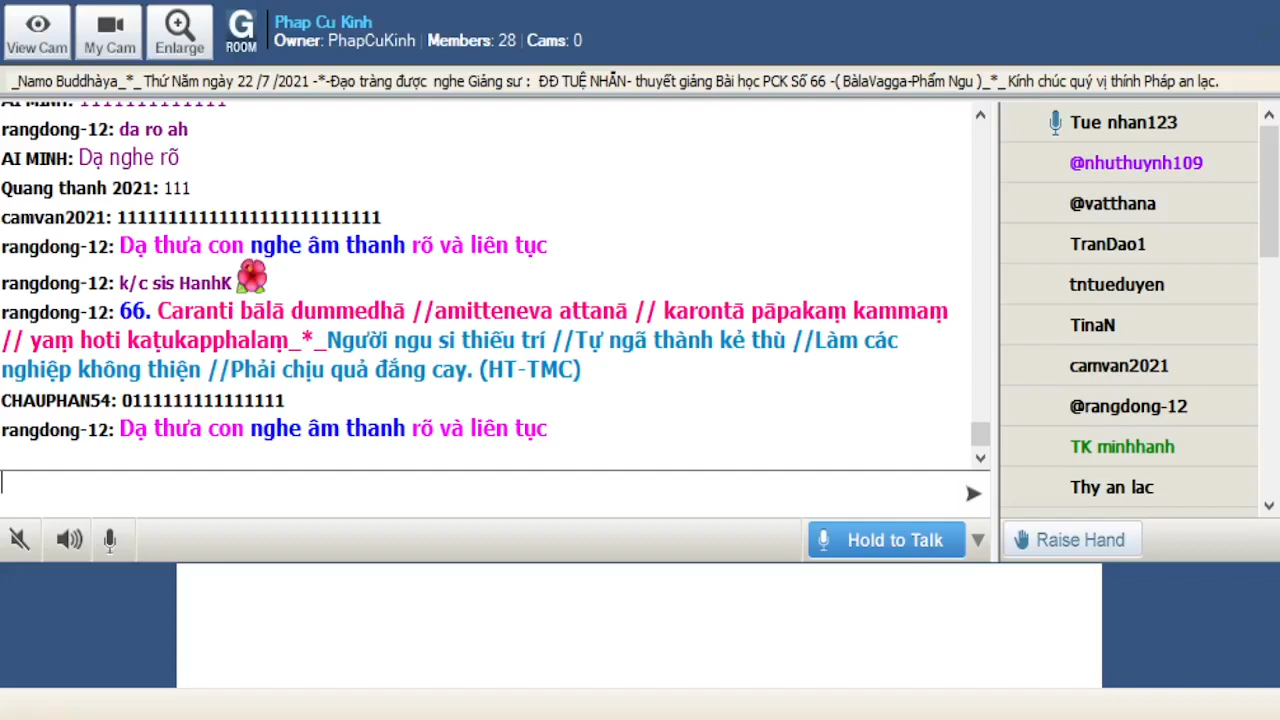 View Cam
My Cam
Enlarge
G
ROOM
Phap Cu Kinh
Owner: PhapCuKinh | Members: 28 | Cams: 0
_Namo Buddhàya_*_ Thứ Năm ngày 22 /7 /2021 -*-Đạo tràng được nghe Giảng sư : ĐĐ TUỆ NHẪN- thuyết giảng Bài học PCK Số 66 -( BàlaVagga-Phẩm Ngu )_*_ Kính chúc quý vị thính Pháp an lạc.
AI MINH: 11111111111111
rangdong-12: da ro ah
AI MINH: Dạ nghe rõ
Quang thanh 2021: 111
camvan2021: 11111111111111111111111111
rangdong-12: Dạ thưa con nghe âm thanh rõ và liên tục
rangdong-12: k/c sis HanhK
rangdong-12: 66. Caranti bālā dummedhā //amitteneva attanā // karontā pāpakaṃ kammaṃ
// yaṃ hoti kaṭukapphalaṃ_*_Người ngu si thiếu trí //Tự ngã thành kẻ thù //Làm các
nghiệp không thiện //Phải chịu quả đắng cay. (HT-TMC)
CHAUPHAN54: 0111111111111111
rangdong-12: Dạ thưa con nghe âm thanh rõ và liên tục
Tue nhan123
@nhuthuynh109
@vatthana
TranDao1
tntueduyen
TinaN
camvan2021
@rangdong-12
TK minhhanh
Thy an lac
Hold to Talk
Raise Hand